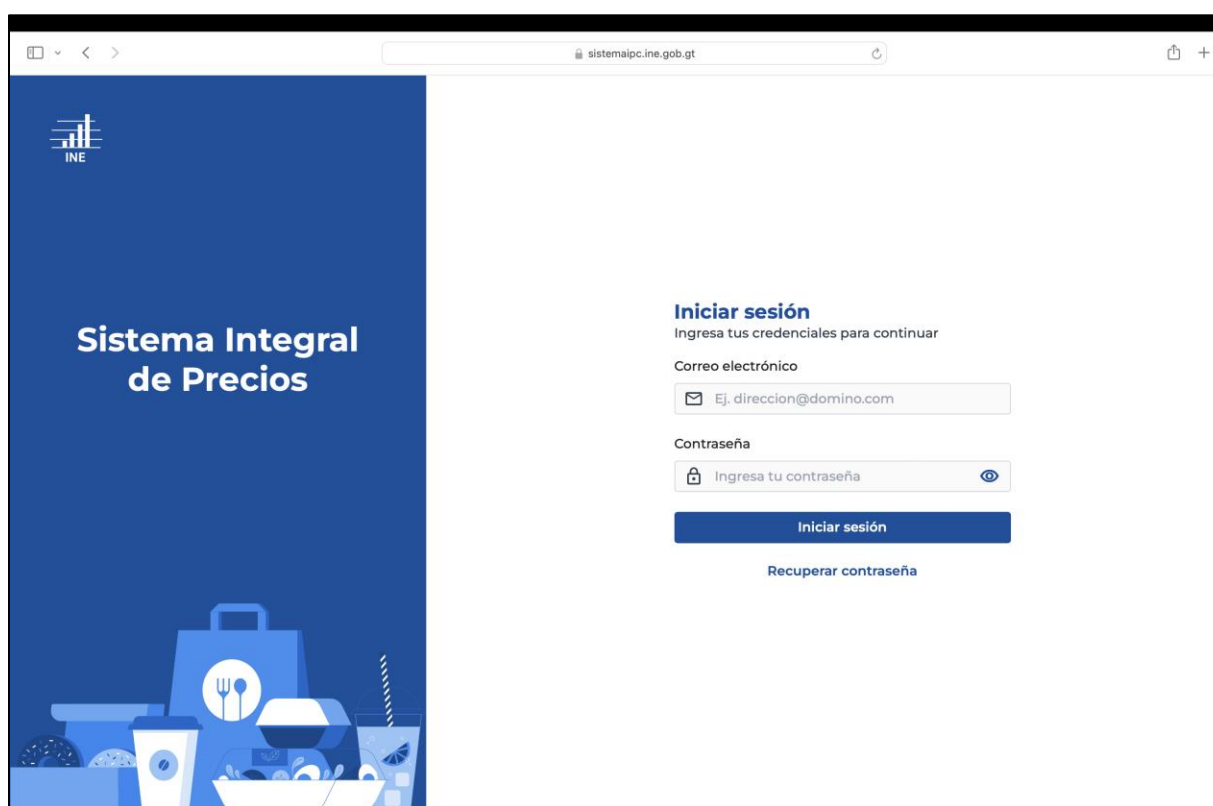 sistemaipc.ine.gob.gt
INE
Sistema Integral
de Precios
Iniciar sesión
Ingresa tus credenciales para continuar
Correo electrónico
Ej. direccion@domino.com
Contraseña
Ingresa tu contraseña
Iniciar sesión
Recuperar contraseña